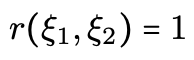 r(ξ₁, ξ₂) = 1